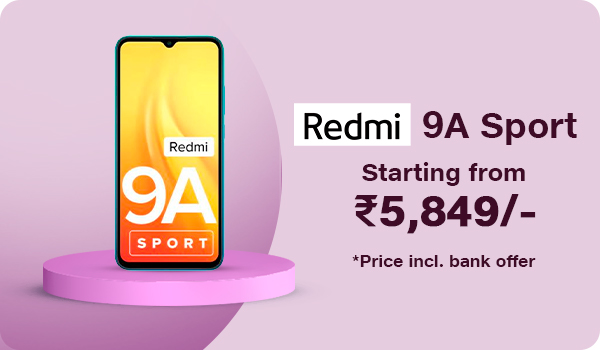 Redmi
9A
SPORT
Redmi 9A Sport
Starting from
₹5,849/-
*Price incl. bank offer